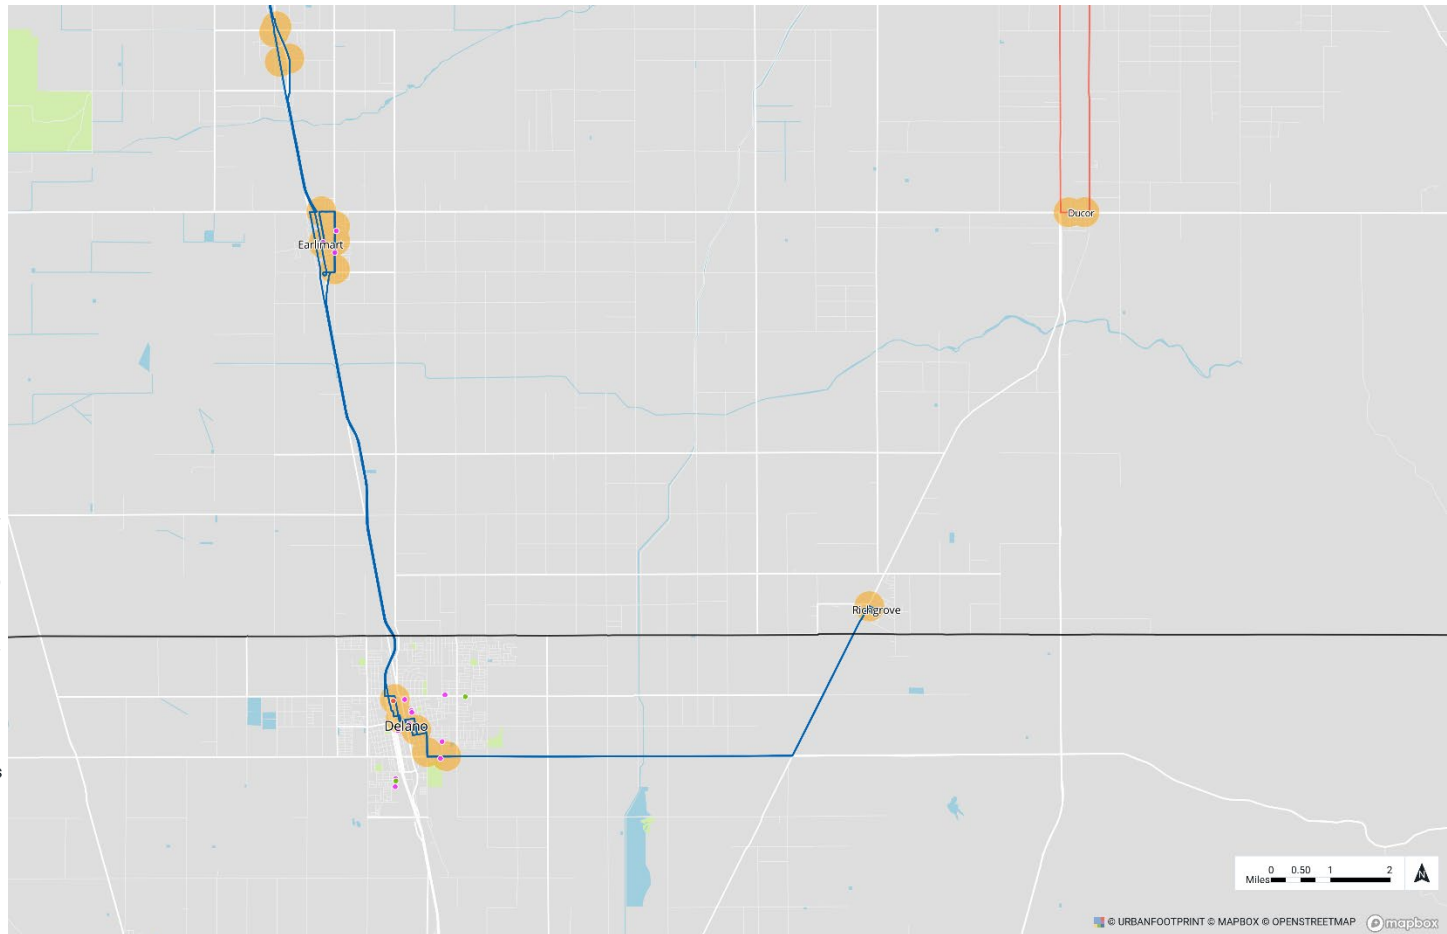 Ducor
Earlimart
Richgrove
Delano
s
0 0.50 1 2
Miles
N
© URBANFOOTPRINT © MAPBOX © OPENSTREETMAP
mapbox